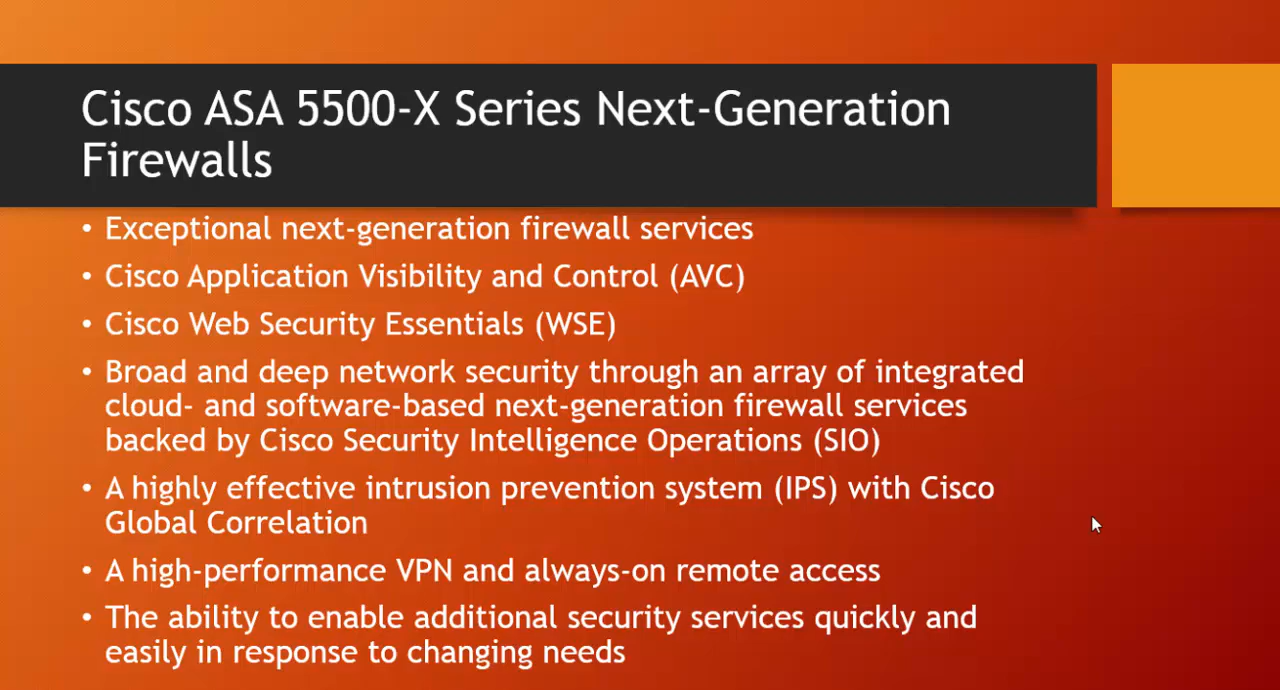 Cisco ASA 5500-X Series Next-Generation
Firewalls
• Exceptional next-generation firewall services
• Cisco Application Visibility and Control (AVC)
• Cisco Web Security Essentials (WSE)
• Broad and deep network security through an array of integrated
cloud- and software-based next-generation firewall services
backed by Cisco Security Intelligence Operations (SIO)
• A highly effective intrusion prevention system (IPS) with Cisco
Global Correlation
• A high-performance VPN and always-on remote access
• The ability to enable additional security services quickly and
easily in response to changing needs